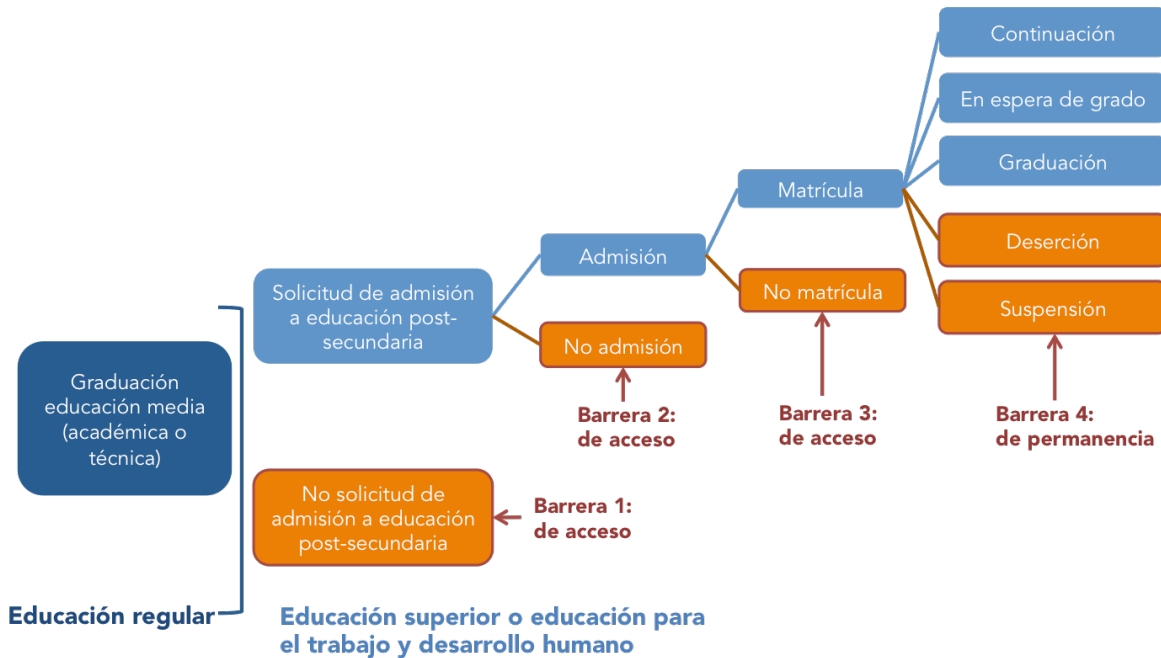 Continuación
En espera de grado
Graduación
Matrícula
Deserción
Admisión
No matrícula
Suspensión
Solicitud de admisión
a educación post-
secundaria
No admisión
Graduación
educación media
(académica o
técnica)
Barrera 2:
de acceso
Barrera 3:
de acceso
Barrera 4:
de permanencia
No solicitud de
admisión a educación
post-secundaria
Barrera 1:
de acceso
Educación regular
Educación superior o educación para
el trabajo y desarrollo humano